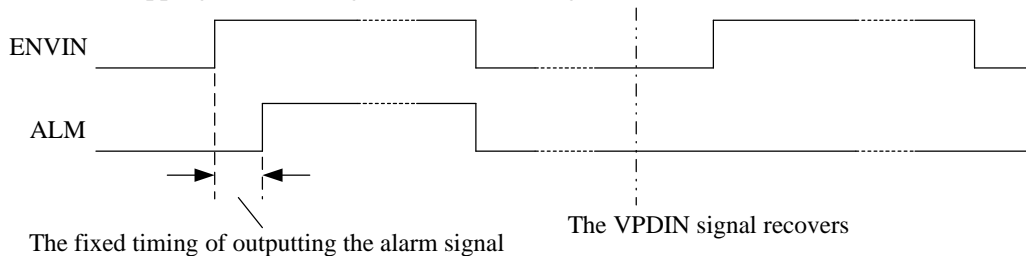 ENVIN
ALM
The fixed timing of outputting the alarm signal
The VPDIN signal recovers